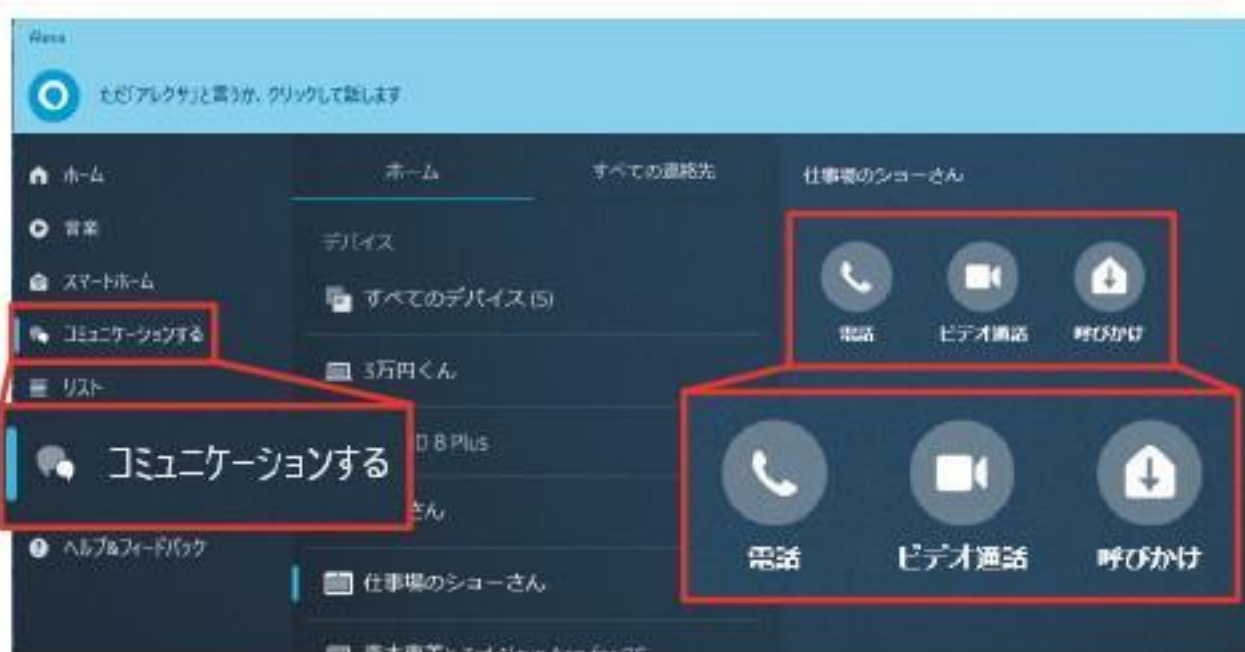 Alexa
ただ「アレクサ」と言うか、クリックして話します
ホーム
音楽
スマートホーム
コミュニケーションする
リスト
コミュニケーションする
ヘルプ&フィードバック
ホーム
すべての連絡先
デバイス
すべてのデバイス (5)
3万円くん
D 8 Plus
さん
仕事場のショーさん
仕事場のショーさん
電話
ビデオ通話
呼びかけ
電話
ビデオ通話
呼びかけ